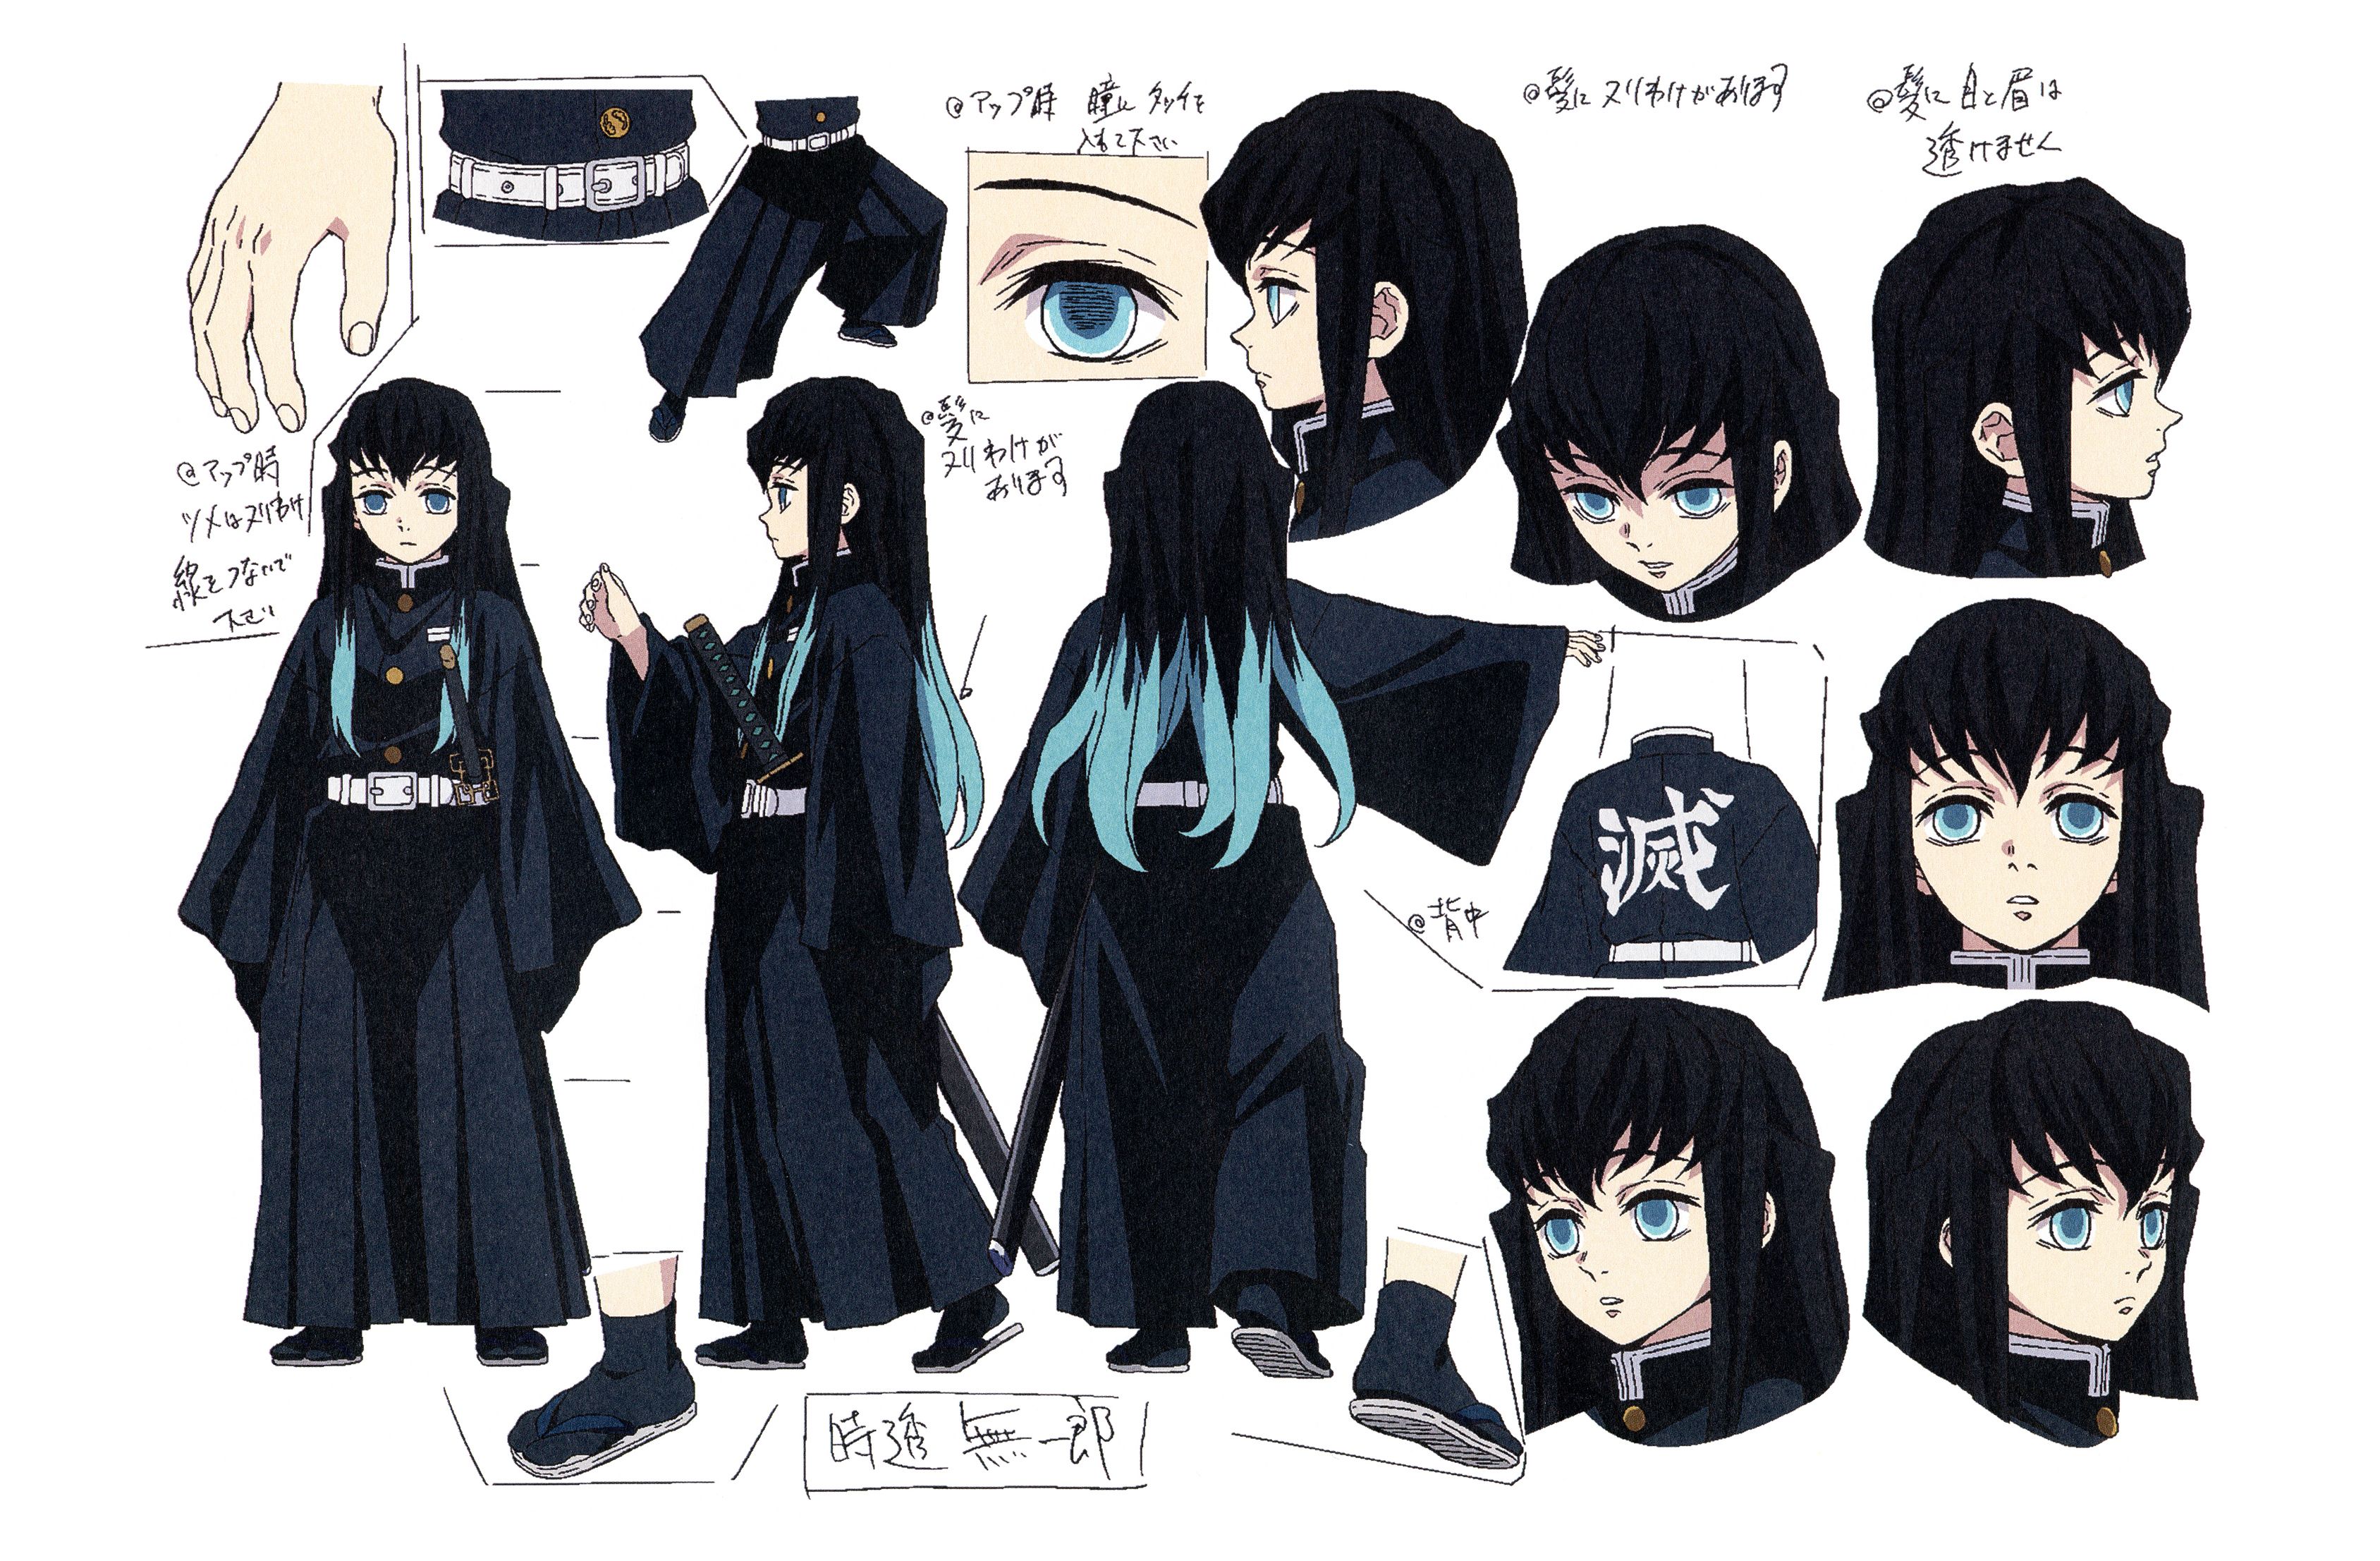 @アップ時 瞳にタッチを
入れて下さい
@髪にヌリわけがあります
@髪に目と眉は
透けません
@髪に
ヌリわけが
あります
@アップ時
ツメはヌリわけ
線をつないで
下さい
滅
@背中
時透 無一郎